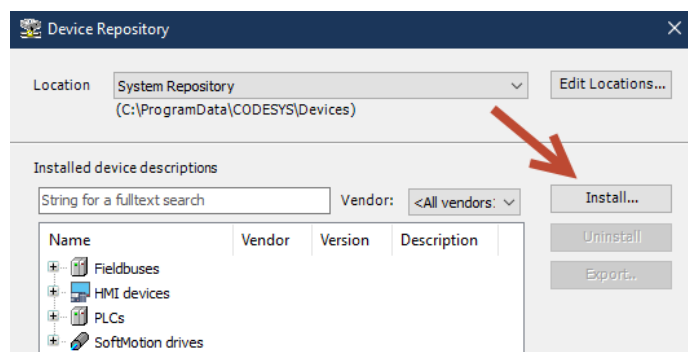 Device Repository
Location System Repository Edit Locations...
(C:\ProgramData\CODESYS\Devices)
Installed device descriptions
String for a fulltext search Vendor: <All vendors: Install...
Name Vendor Version Description Uninstall
Fieldbuses Export..
HMI devices
PLCs
SoftMotion drives